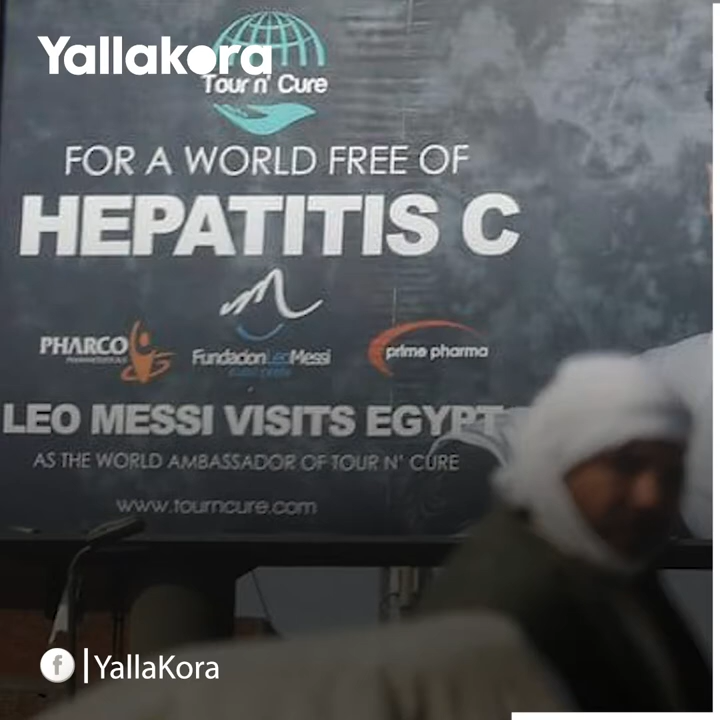 Yallakora
Tour n' Cure
FOR A WORLD FREE OF
HEPATITIS C
PHARCO
PHARMACEUTICALS
FundacionLeoMessi
prime pharma
LEO MESSI VISITS EGYPT
AS THE WORLD AMBASSADOR OF TOUR N' CURE
www.tourncure.com
f | YallaKora